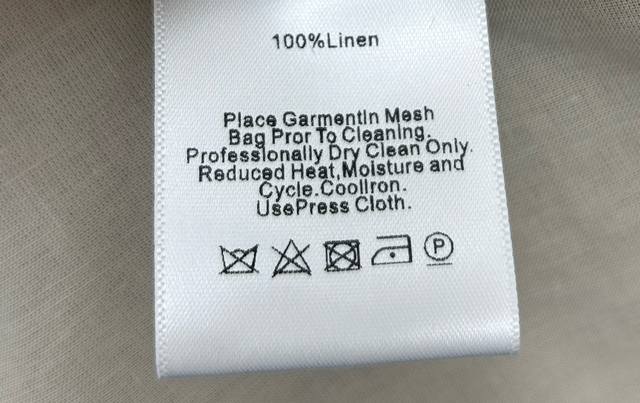 100%Linen
Place GarmentIn Mesh
Bag Pror To Cleaning.
Professionally Dry Clean Only.
Reduced Heat,Moisture and
Cycle.CoolIron.
UsePress Cloth.
P